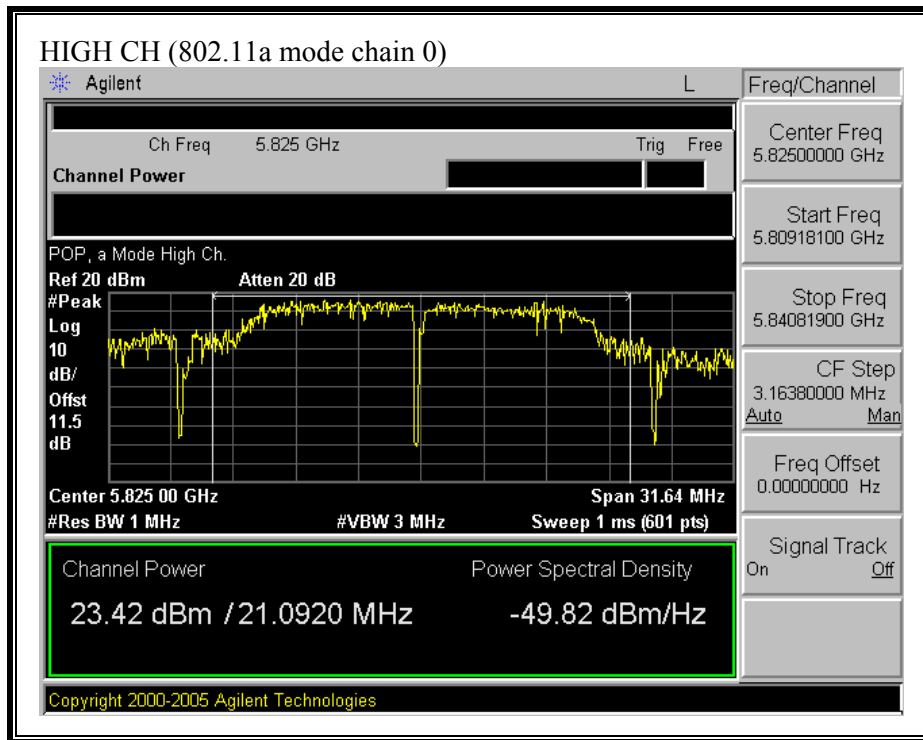 HIGH CH (802.11a mode chain 0)
Agilent L Freq/Channel
Ch Freq 5.825 GHz Trig Free
Channel Power
Center Freq
5.82500000 GHz
Start Freq
5.80918100 GHz
POP, a Mode High Ch.
Ref 20 dBm Atten 20 dB
#Peak
Log
10
dB/
Offst
11.5
dB
Stop Freq
5.84081900 GHz
CF Step
3.16380000 MHz
Auto Man
Center 5.825 00 GHz Span 31.64 MHz
#Res BW 1 MHz #VBW 3 MHz Sweep 1 ms (601 pts)
Freq Offset
0.00000000 Hz
Signal Track
On Off
Channel Power Power Spectral Density
23.42 dBm / 21.0920 MHz -49.82 dBm/Hz
Copyright 2000-2005 Agilent Technologies